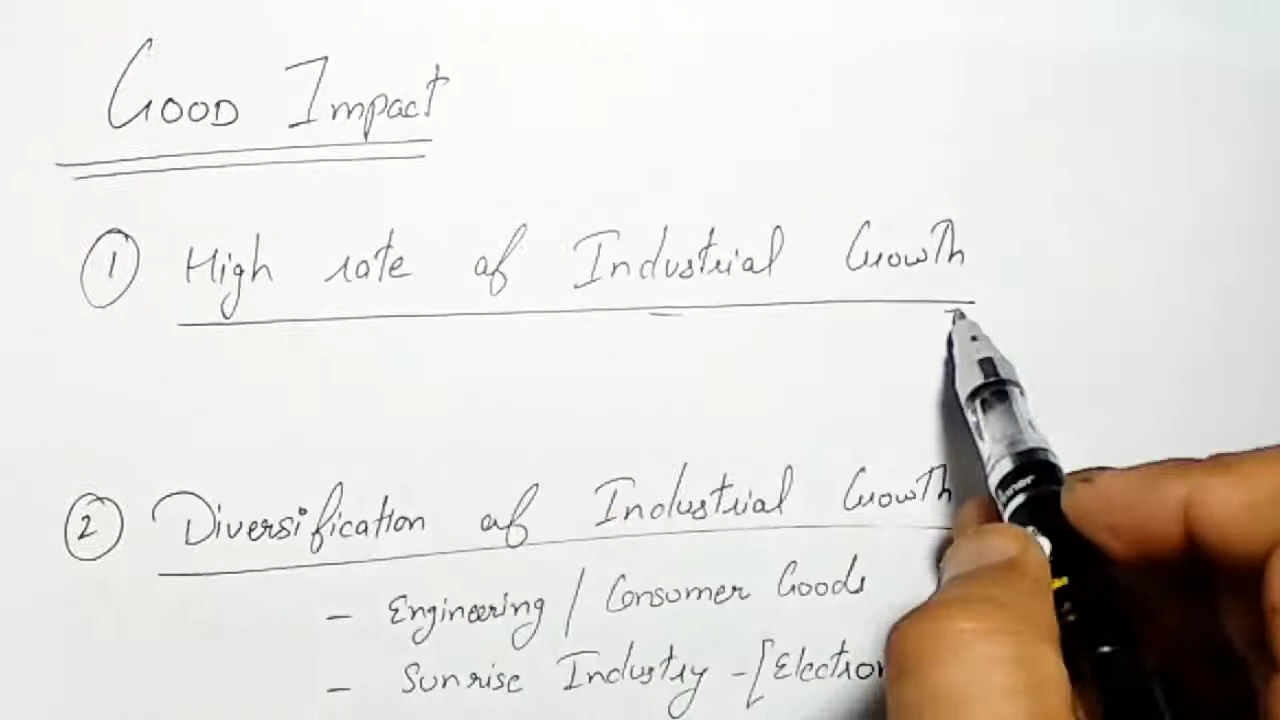 Good Impact
① High rate of Industrial Growth
② Diversification of Industrial Growth
- Engineering / Consumer Goods
- Sunrise Industry - [Electron